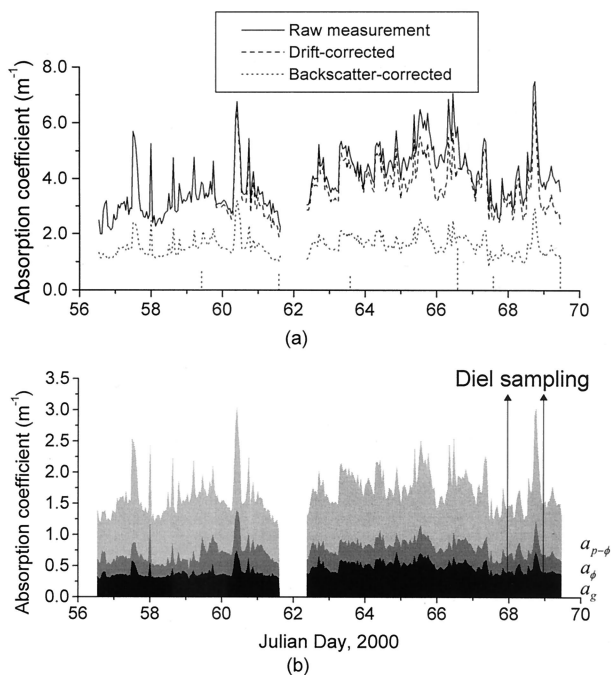 Raw measurement
Drift-corrected
Backscatter-corrected
Absorption coefficient (m⁻¹)
8.0
6.0
4.0
2.0
0.0
56 58 60 62 64 66 68 70
(a)
Diel sampling
Absorption coefficient (m⁻¹)
3.5
3.0
2.5
2.0
1.5
1.0
0.5
0.0
a_{p-ϕ}
a_ϕ
a_g
56 58 60 62 64 66 68 70
Julian Day, 2000
(b)